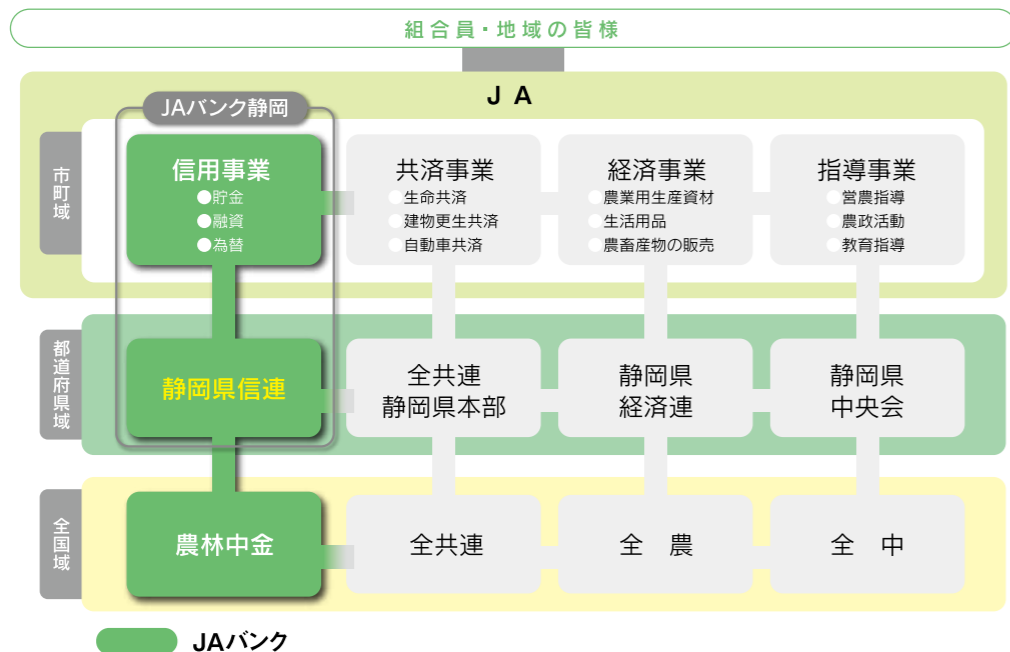 組合員・地域の皆様
JA
JAバンク静岡
市町域
信用事業
●貯金
●融資
●為替
共済事業
●生命共済
●建物更生共済
●自動車共済
経済事業
●農業用生産資材
●生活用品
●農畜産物の販売
指導事業
●営農指導
●農政活動
●教育指導
都道府県域
静岡県信連
全共連
静岡県本部
静岡県
経済連
静岡県
中央会
全国域
農林中金
全共連
全 農
全 中
JAバンク